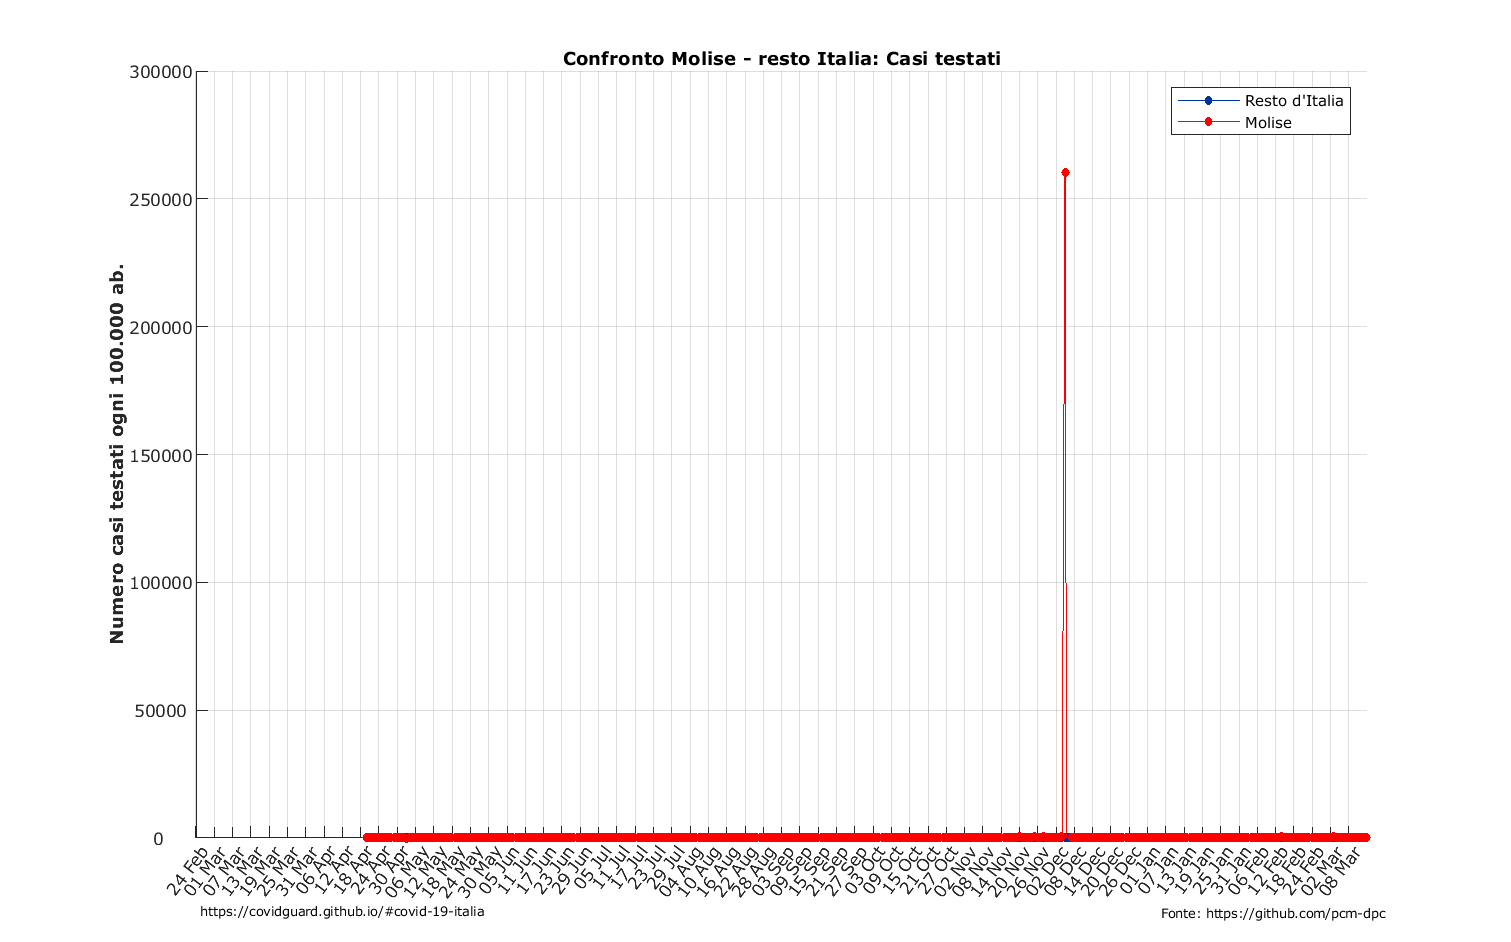 Confronto Molise - resto Italia: Casi testati
300000
250000
200000
150000
100000
50000
0
Numero casi testati ogni 100.000 ab.
Resto d'Italia
Molise
24 Feb
01 Mar
07 Mar
13 Mar
19 Mar
25 Mar
31 Mar
06 Apr
12 Apr
18 Apr
24 Apr
30 Apr
06 May
12 May
18 May
24 May
30 May
05 Jun
11 Jun
17 Jun
23 Jun
29 Jun
05 Jul
11 Jul
17 Jul
23 Jul
29 Jul
04 Aug
10 Aug
16 Aug
22 Aug
28 Aug
03 Sep
09 Sep
15 Sep
21 Sep
27 Sep
03 Oct
09 Oct
15 Oct
21 Oct
27 Oct
02 Nov
08 Nov
14 Nov
20 Nov
26 Nov
02 Dec
08 Dec
14 Dec
20 Dec
26 Dec
01 Jan
07 Jan
13 Jan
19 Jan
25 Jan
31 Jan
06 Feb
12 Feb
18 Feb
24 Feb
02 Mar
08 Mar
https://covidguard.github.io/#covid-19-italia
Fonte: https://github.com/pcm-dpc